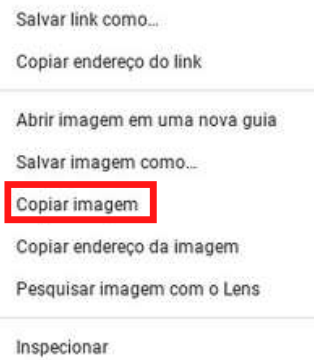 Salvar link como...
Copiar endereço do link
Abrir imagem em uma nova guia
Salvar imagem como...
Copiar imagem
Copiar endereço da imagem
Pesquisar imagem com o Lens
Inspecionar